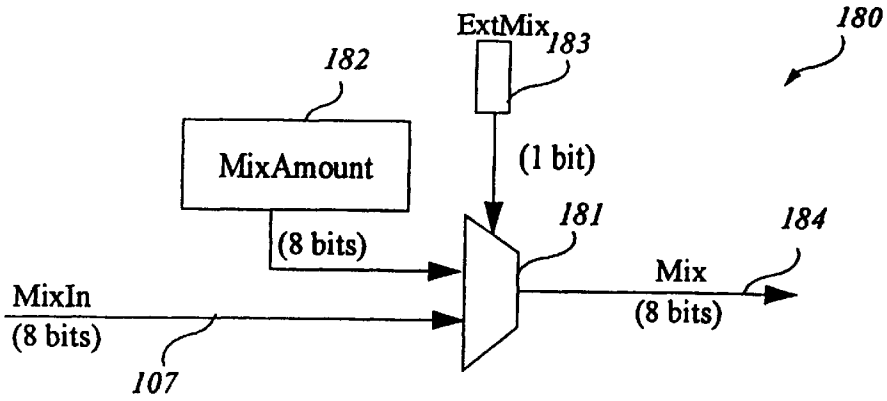 180
ExtMix
183
182
MixAmount
(1 bit)
181
184
(8 bits)
Mix
(8 bits)
MixIn
(8 bits)
107